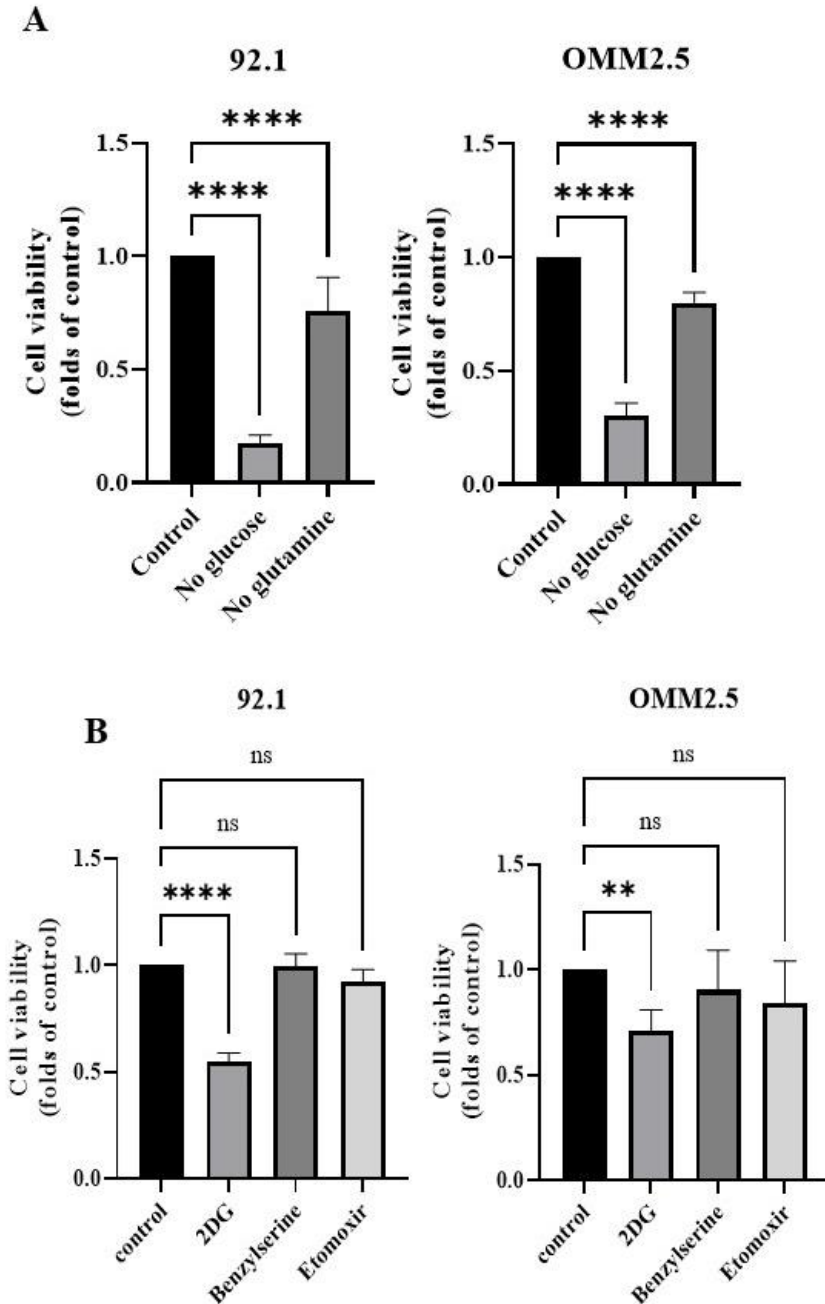 A
92.1
OMM2.5
****
****
****
****
Cell viability
(folds of control)
1.5
1.0
0.5
0.0
Control
No glucose
No glutamine
Cell viability
(folds of control)
1.5
1.0
0.5
0.0
Control
No glucose
No glutamine
B
92.1
OMM2.5
ns
ns
****
ns
ns
**
Cell viability
(folds of control)
1.5
1.0
0.5
0.0
control
2DG
Benzylserine
Etomoxir
Cell viability
(folds of control)
1.5
1.0
0.5
0.0
control
2DG
Benzylserine
Etomoxir